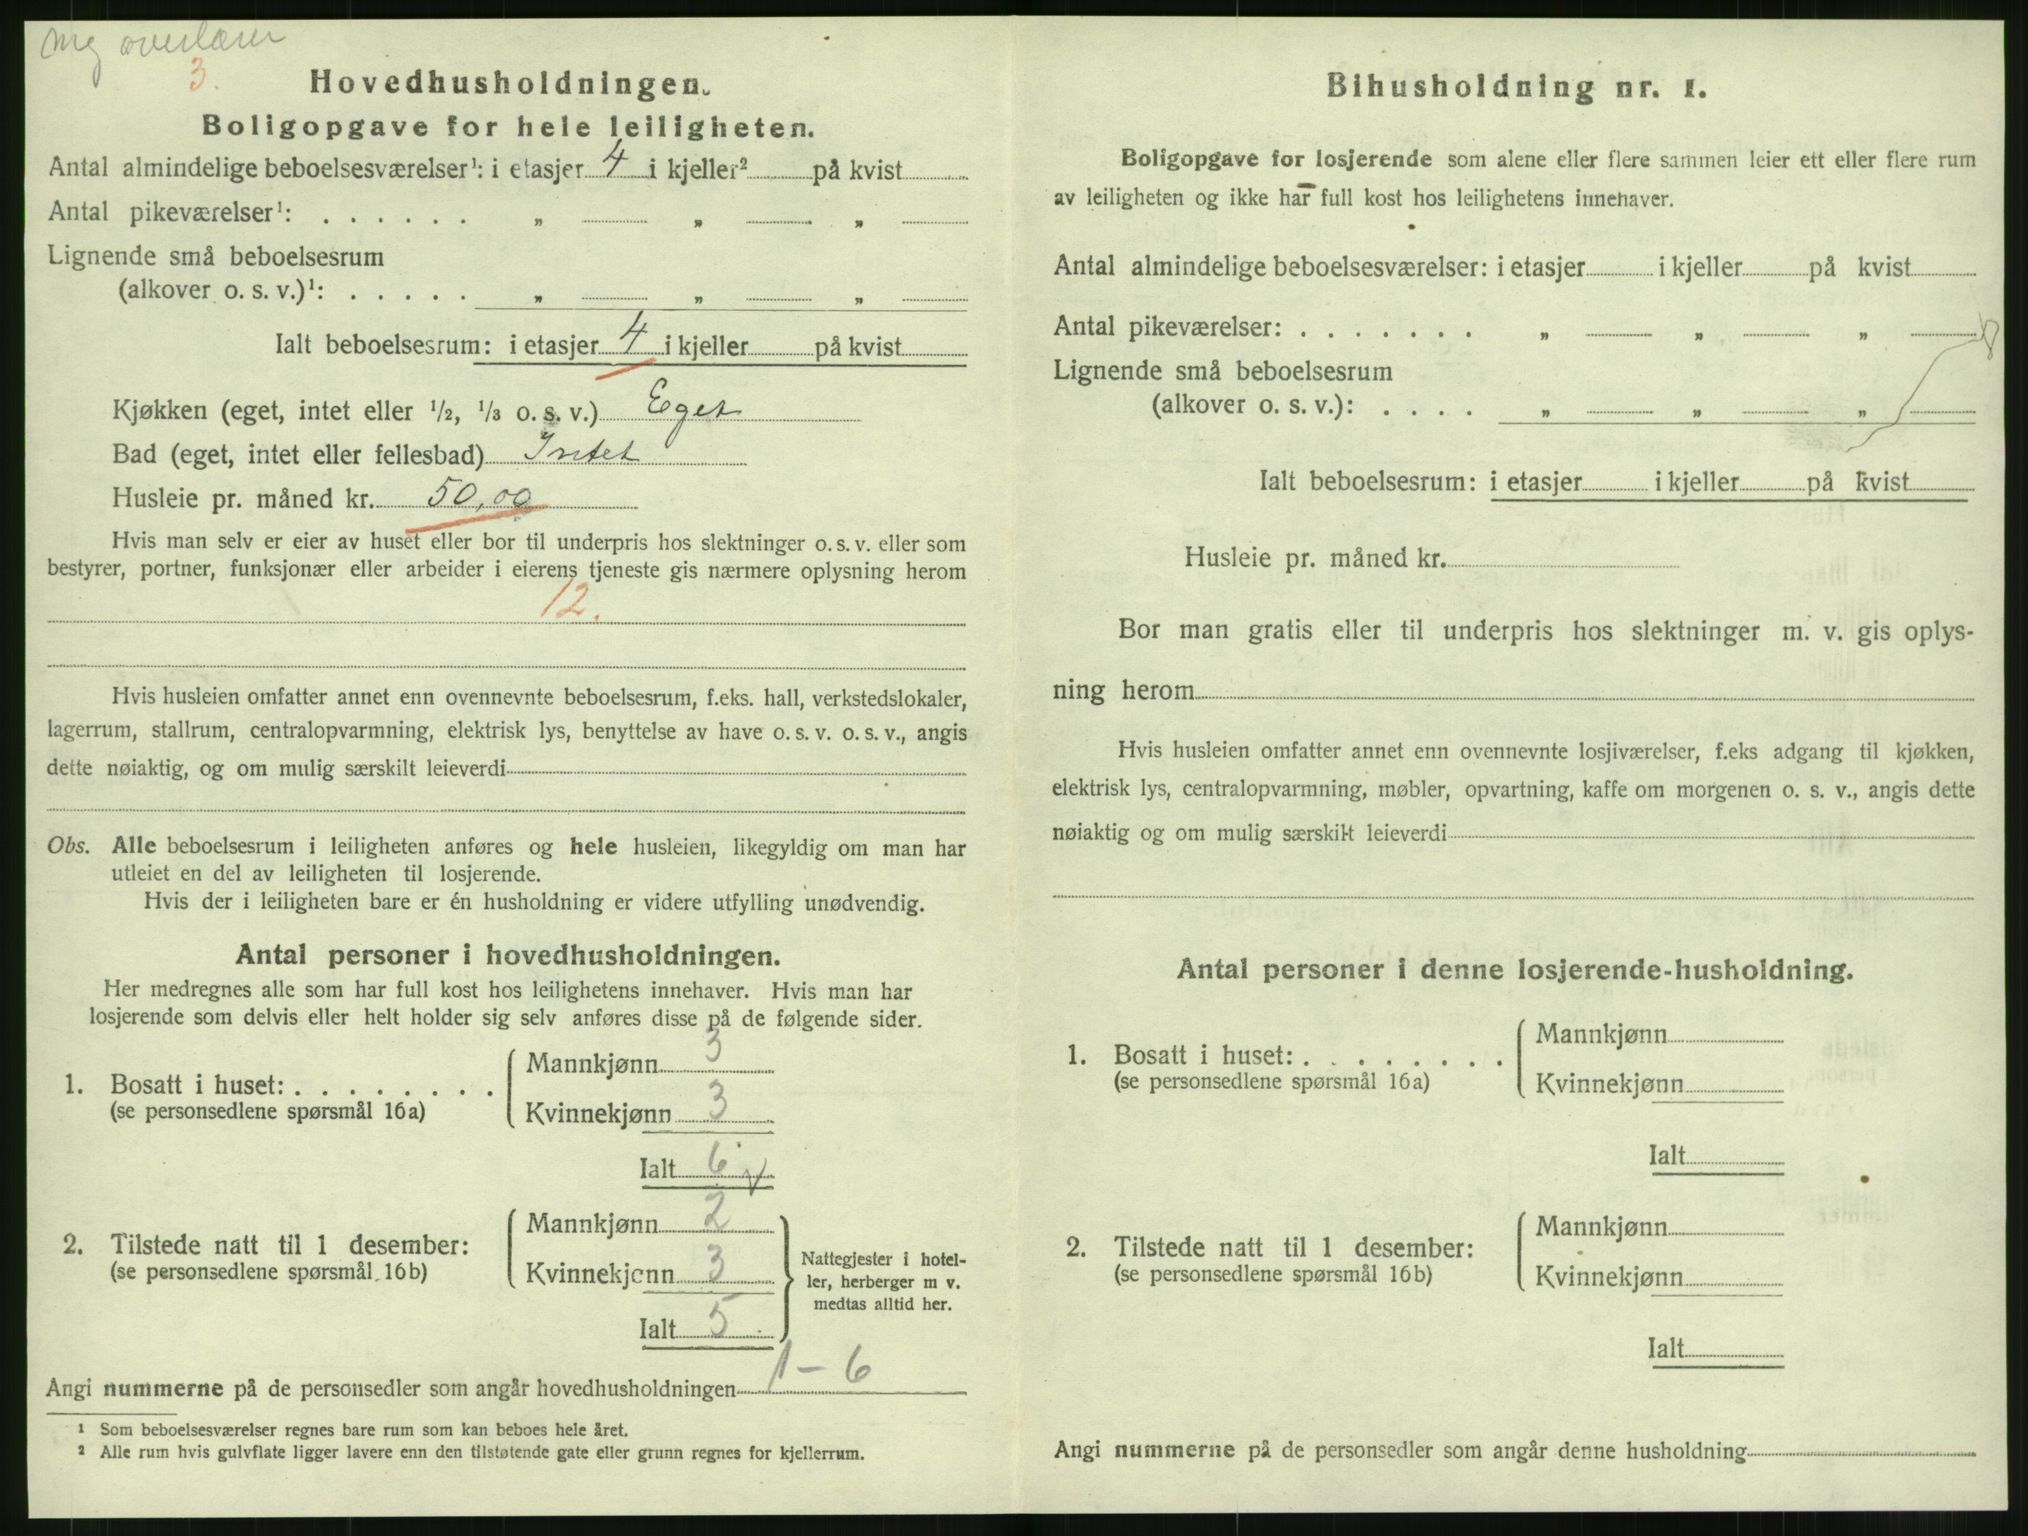 mg overlærer
3.
Hovedhusholdningen.
Boligopgave for hele leiligheten.
Antal almindelige beboelsesværelser¹: i etasjer 4 i kjeller² på kvist
Antal pikeværelser¹: . . . . . . „ „ „
Lignende små beboelsesrum
(alkover o. s. v.)¹: . . . . . „ „ „
Ialt beboelsesrum: i etasjer 4 i kjeller på kvist
Kjøkken (eget, intet eller 1/2, 1/3 o. s. v.) Eget
Bad (eget, intet eller fellesbad) Intet
Husleie pr. måned kr. 50,00
Hvis man selv er eier av huset eller bor til underpris hos slektninger o. s. v. eller som
bestyrer, portner, funksjonær eller arbeider i eierens tjeneste gis nærmere oplysning herom
12.
Hvis husleien omfatter annet enn ovennevnte beboelsesrum, f.eks. hall, verkstedslokaler,
lagerrum, stallrum, centralopvarmning, elektrisk lys, benyttelse av have o. s. v. o. s. v., angis
dette nøiaktig, og om mulig særskilt leieverdi
Obs. Alle beboelsesrum i leiligheten anføres og hele husleien, likegyldig om man har
utleiet en del av leiligheten til losjerende.
Hvis der i leiligheten bare er én husholdning er videre utfylling unødvendig.
Antal personer i hovedhusholdningen.
Her medregnes alle som har full kost hos leilighetens innehaver. Hvis man har
losjerende som delvis eller helt holder sig selv anføres disse på de følgende sider.
1. Bosatt i huset: . . . . . . . .
(se personsedlene spørsmål 16a)
Mannkjønn 3
Kvinnekjønn 3
Ialt 6
2. Tilstede natt til 1 desember:
(se personsedlene spørsmål 16b)
Mannkjønn 2
Kvinnekjønn 3
Ialt 5
Nattegjester i hotel-
ler, herberger m v.
medtas alltid her.
Angi nummerne på de personsedler som angår hovedhusholdningen 1 - 6
¹ Som beboelsesværelser regnes bare rum som kan beboes hele året.
² Alle rum hvis gulvflate ligger lavere enn den tilstøtende gate eller grunn regnes for kjellerrum.
Bihusholdning nr. 1.
Boligopgave for losjerende som alene eller flere sammen leier ett eller flere rum
av leiligheten og ikke har full kost hos leilighetens innehaver.
Antal almindelige beboelsesværelser: i etasjer i kjeller på kvist
Antal pikeværelser: . . . . . . . „ „ „
Lignende små beboelsesrum
(alkover o. s. v.): . . . . „ „ „
Ialt beboelsesrum: i etasjer i kjeller på kvist
Husleie pr. måned kr.
Bor man gratis eller til underpris hos slektninger m. v. gis oplys-
ning herom
Hvis husleien omfatter annet enn ovennevnte losjiværelser, f.eks adgang til kjøkken,
elektrisk lys, centralopvarmning, møbler, opvartning, kaffe om morgenen o. s. v., angis dette
nøiaktig og om mulig særskilt leieverdi
Antal personer i denne losjerende-husholdning.
1. Bosatt i huset: . . . . . . . .
(se personsedlene spørsmål 16a)
Mannkjønn
Kvinnekjønn
Ialt
2. Tilstede natt til 1 desember:
(se personsedlene spørsmål 16b)
Mannkjønn
Kvinnekjønn
Ialt
Angi nummerne på de personsedler som angår denne husholdning